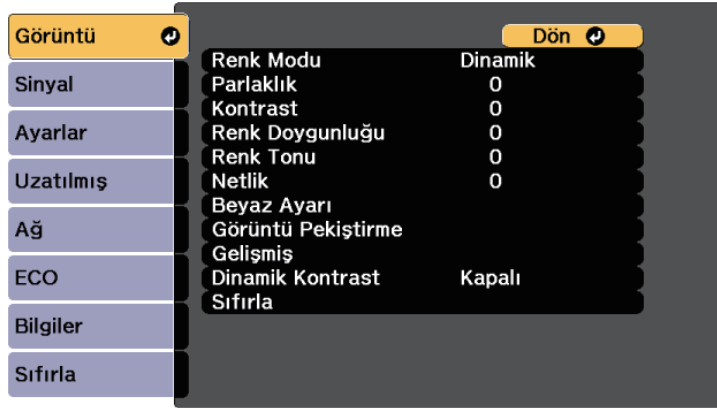 Görüntü
Sinyal
Ayarlar
Uzatılmış
Ağ
ECO
Bilgiler
Sıfırla
Dön
Renk Modu Dinamik
Parlaklık 0
Kontrast 0
Renk Doygunluğu 0
Renk Tonu 0
Netlik 0
Beyaz Ayarı
Görüntü Pekiştirme
Gelişmiş
Dinamik Kontrast Kapalı
Sıfırla